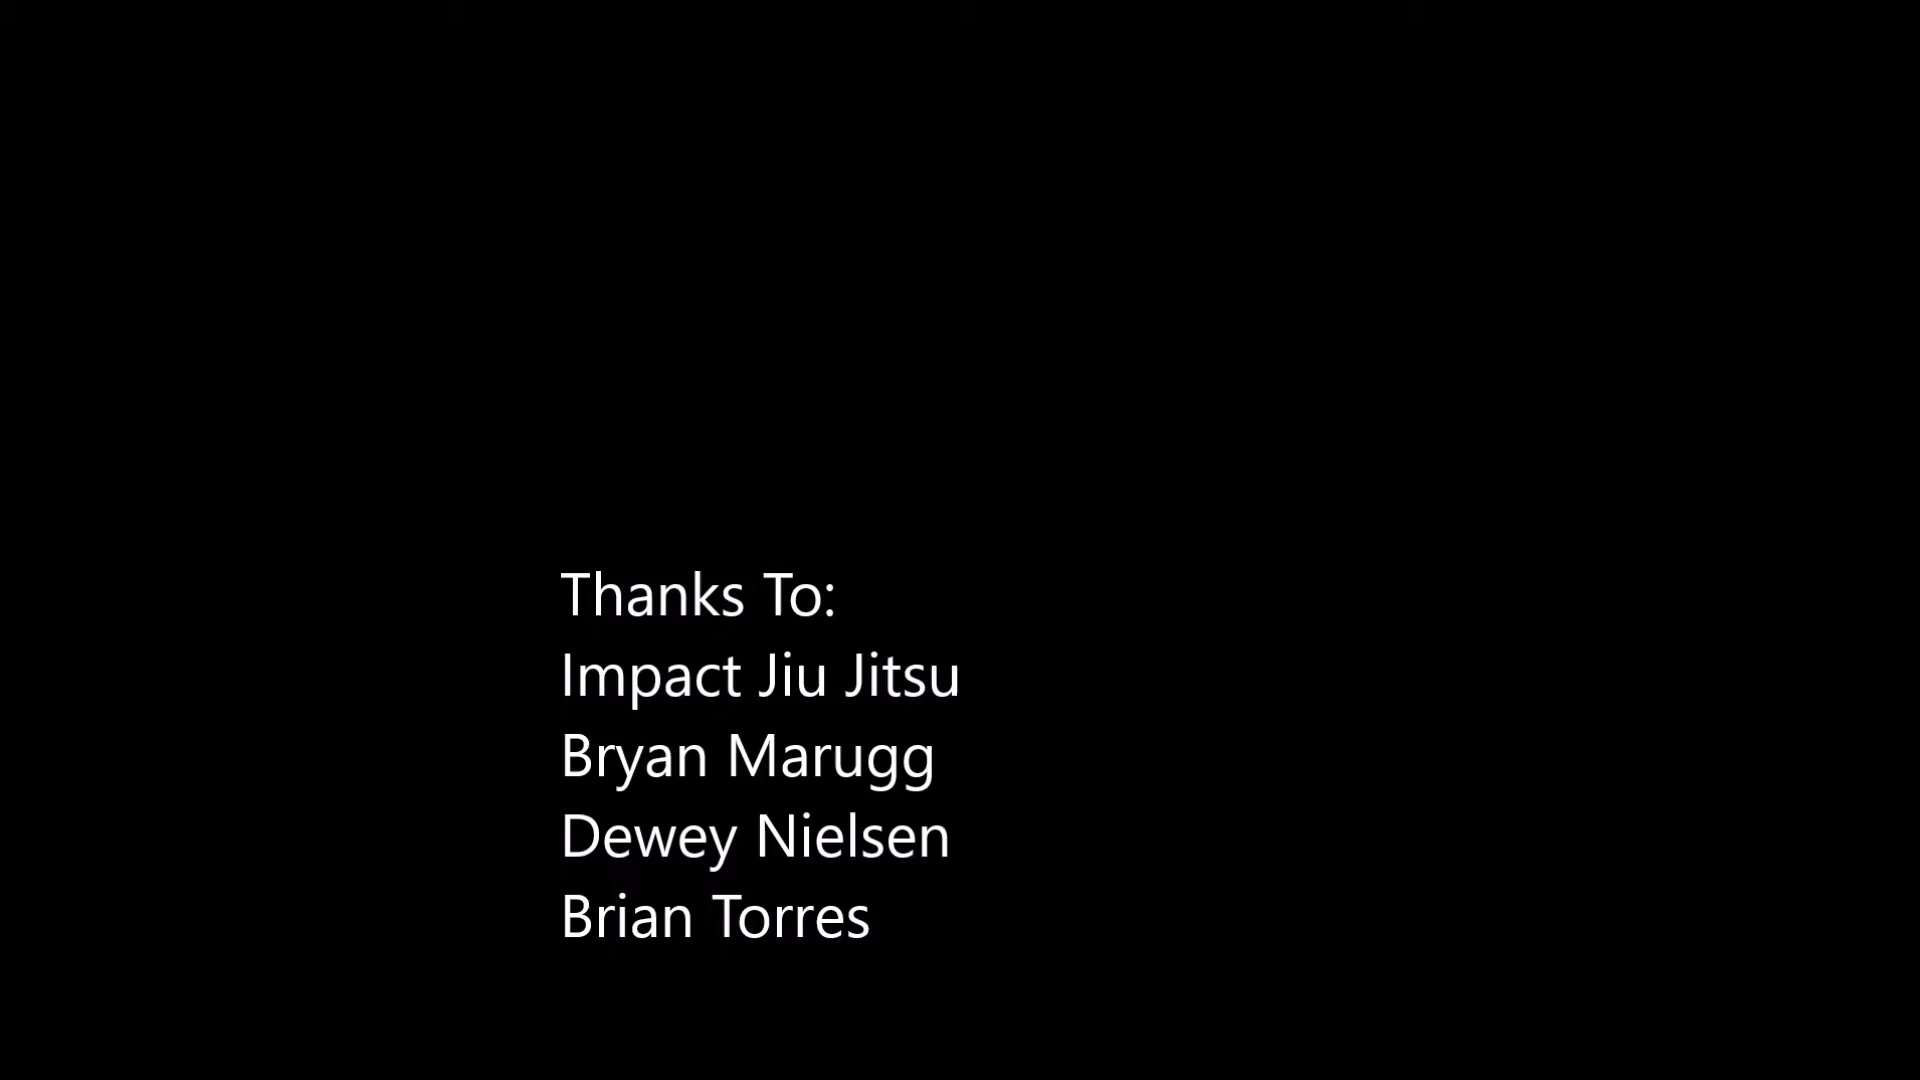 Thanks To:
Impact Jiu Jitsu
Bryan Marugg
Dewey Nielsen
Brian Torres